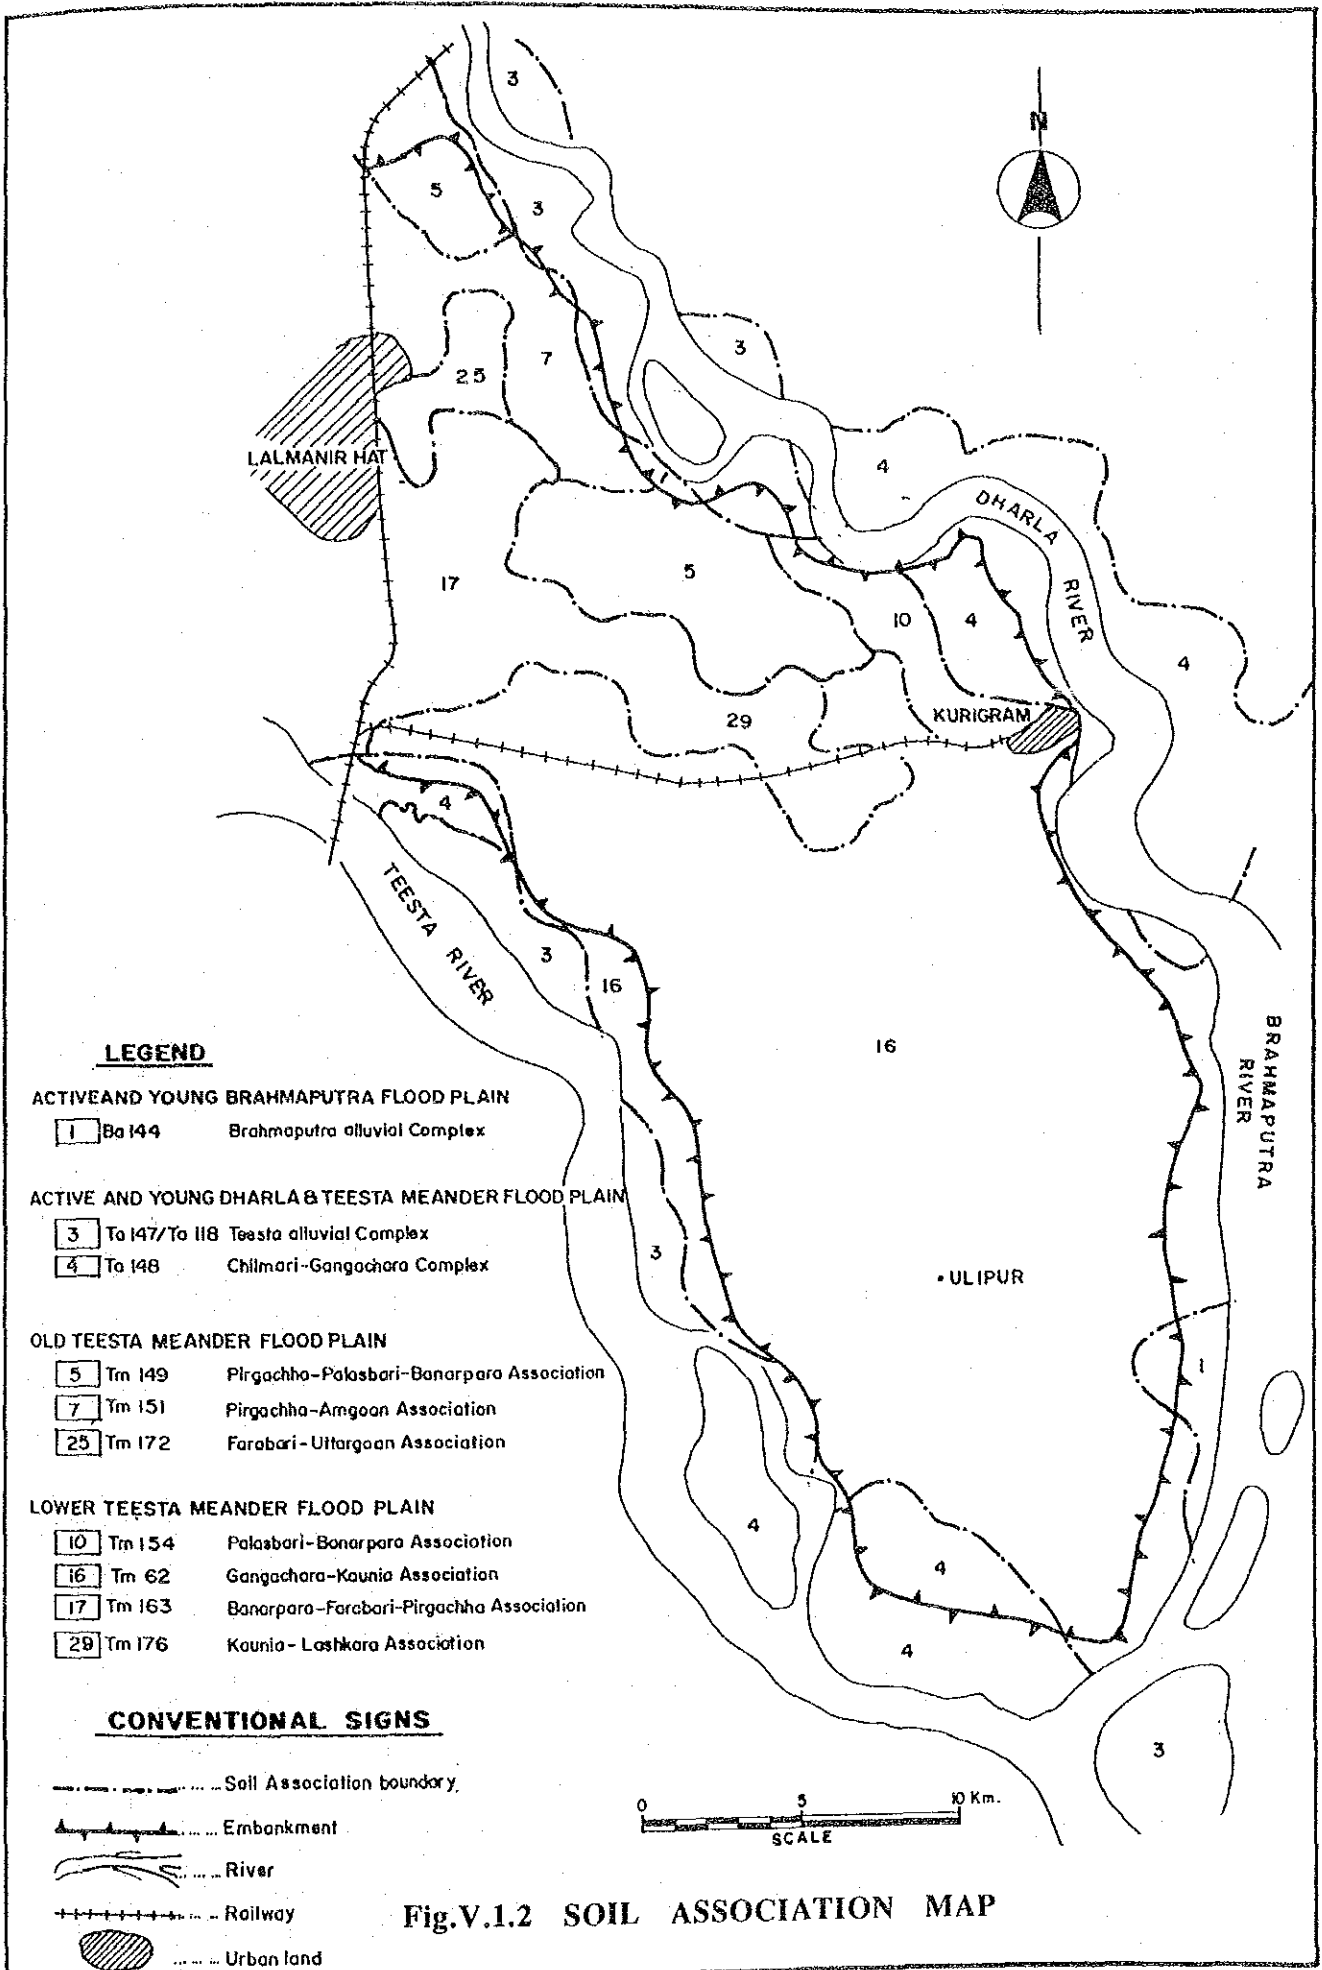 3
N
5
3
3
7
25
LALMANIR HAT
4
DHARLA
RIVER
17
5
10
4
4
29
KURIGRAM
4
TEESTA RIVER
3
16
16
BRAHMAPUTRA
RIVER
3
ULIPUR
1
4
4
4
3
LEGEND
ACTIVEAND YOUNG BRAHMAPUTRA FLOOD PLAIN
1 Ba 144 Brahmaputra alluvial Complex
ACTIVE AND YOUNG DHARLA & TEESTA MEANDER FLOOD PLAIN
3 Ta 147/Ta 118 Teesta alluvial Complex
4 Ta 148 Chilmari-Gangachara Complex
OLD TEESTA MEANDER FLOOD PLAIN
5 Tm 149 Pirgachha-Palasbari-Banarpara Association
7 Tm 151 Pirgachha-Amgaon Association
25 Tm 172 Farabari-Uttargaon Association
LOWER TEESTA MEANDER FLOOD PLAIN
10 Tm 154 Palasbari-Bonarpara Association
16 Tm 62 Gangachara-Kaunia Association
17 Tm 163 Banarpara-Farabari-Pirgachha Association
29 Tm 176 Kaunia-Lashkara Association
CONVENTIONAL SIGNS
Soil Association boundary
Embankment
River
Railway
Urban land
0 5 10 Km.
SCALE
Fig.V.1.2 SOIL ASSOCIATION MAP